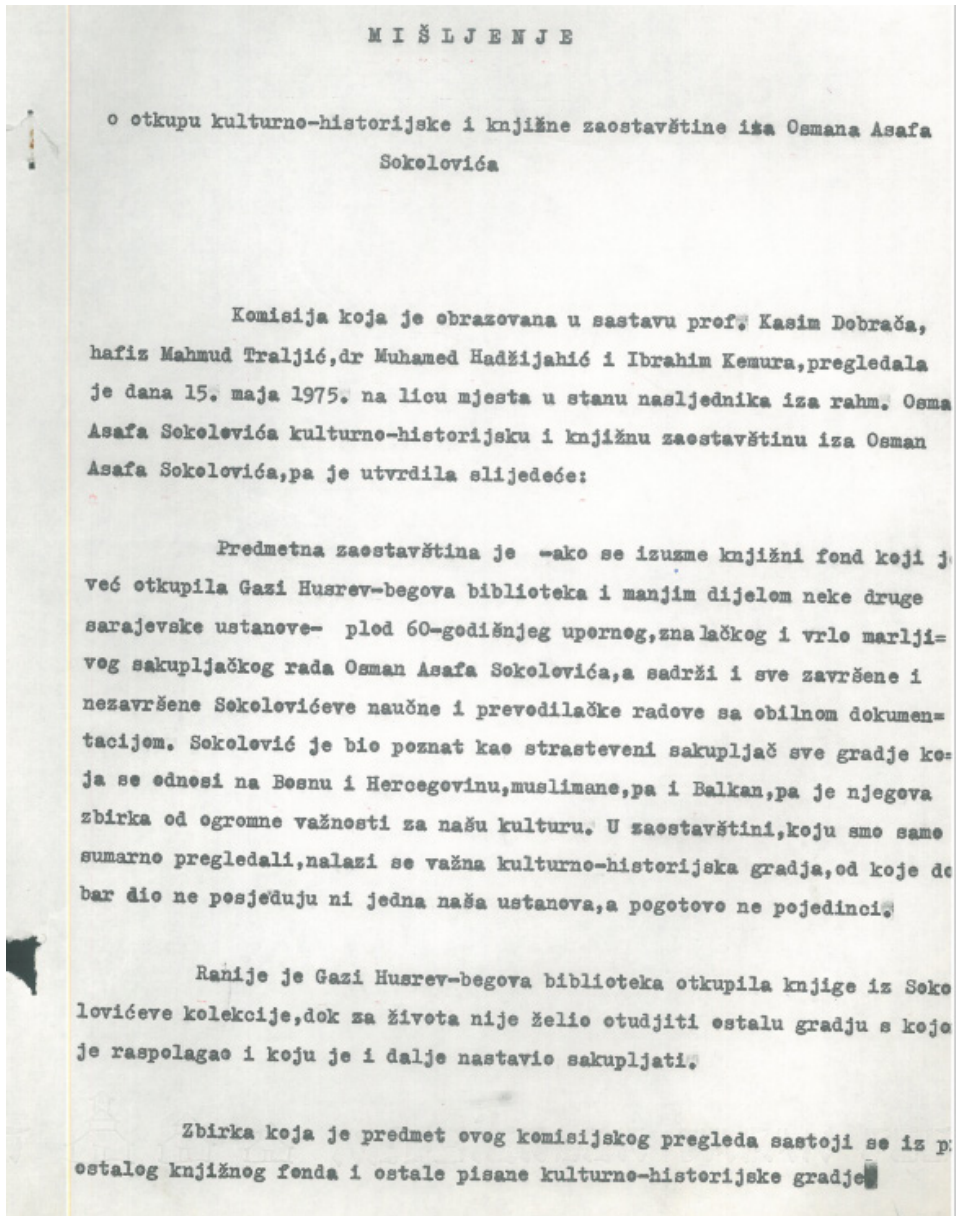 MIŠLJENJE
o otkupu kulturno-historijske i knjižne zaostavštine iza Osmana Asafa
Sokolovića
Komisija koja je obrazovana u sastavu prof. Kasim Dobrača,
hafiz Mahmud Traljić,dr Muhamed Hadžijahić i Ibrahim Kemura,pregledala
je dana 15. maja 1975. na licu mjesta u stanu nasljednika iza rahm. Osma
Asafa Sokolovića kulturno-historijsku i knjižnu zaostavštinu iza Osman
Asafa Sokolovića,pa je utvrdila slijedeće:
Predmetna zaostavština je -ako se izuzme knjižni fond koji j
već otkupila Gazi Husrev-begova biblioteka i manjim dijelom neke druge
sarajevske ustanove- plod 60-godišnjeg upornog,znalačkog i vrlo marlji=
vog sakupljačkog rada Osman Asafa Sokolovića,a sadrži i sve završene i
nezavršene Sokolovićeve naučne i prevodilačke radove sa obilnom dokumen=
tacijom. Sokolović je bio poznat kao strastveni sakupljač sve gradje ko=
ja se odnosi na Bosnu i Hercegovinu,muslimane,pa i Balkan,pa je njegova
zbirka od ogromne važnosti za našu kulturu. U zaostavštini,koju smo samo
sumarno pregledali,nalazi se važna kulturno-historijska gradja,od koje do
bar dio ne posjeduju ni jedna naša ustanova,a pogotovo ne pojedinci.
Ranije je Gazi Husrev-begova biblioteka otkupila knjige iz Soko
lovićeve kolekcije,dok za života nije želio otudjiti ostalu gradju s kojo
je raspolagao i koju je i dalje nastavio sakupljati.
Zbirka koja je predmet ovog komisijskog pregleda sastoji se iz p
ostalog knjižnog fonda i ostale pisane kulturno-historijske gradje